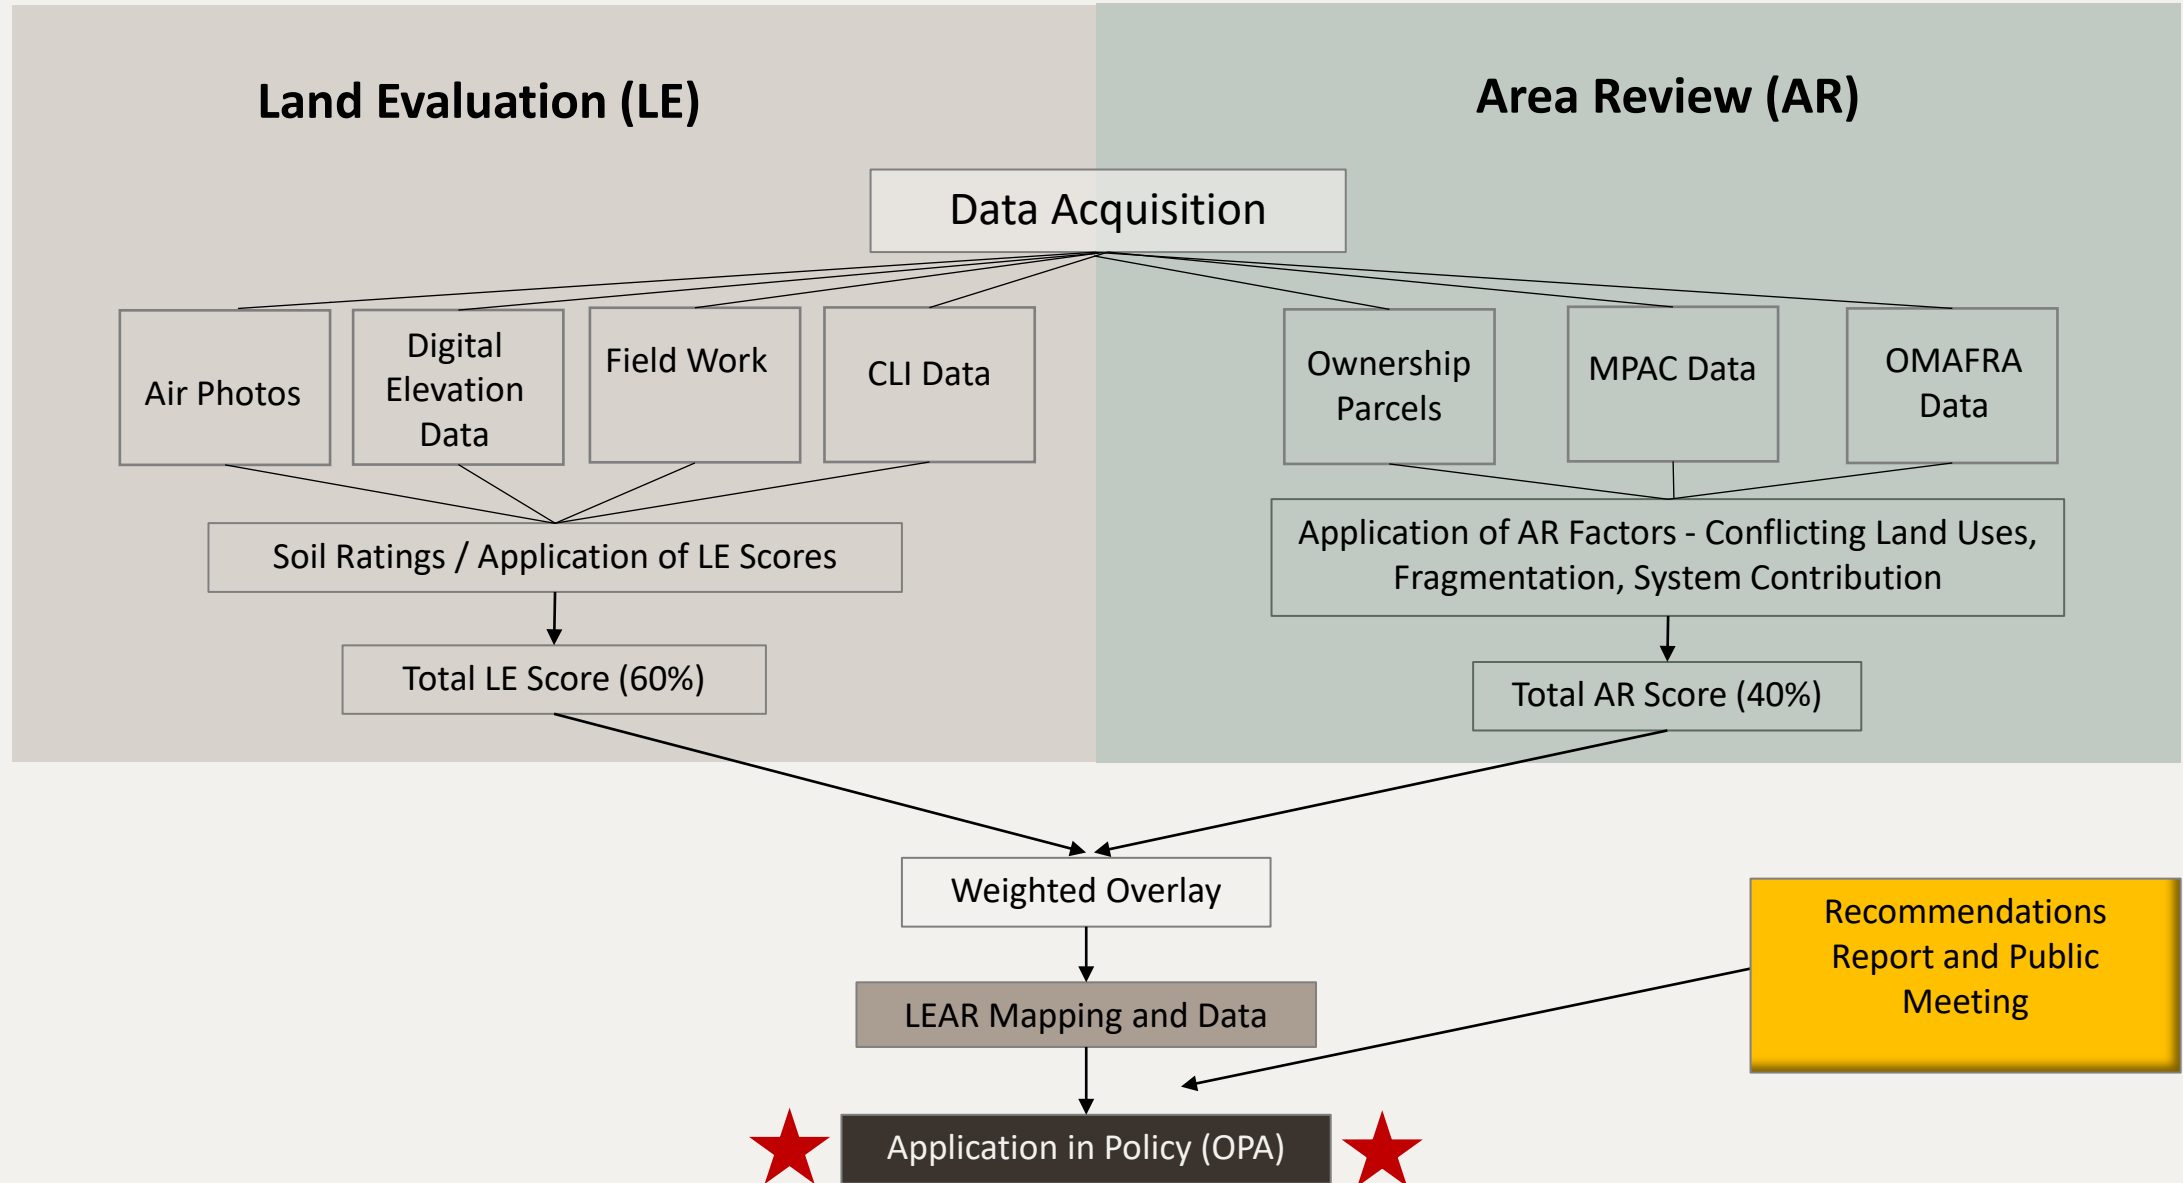 Land Evaluation (LE)
Area Review (AR)
Data Acquisition
Air Photos
Digital
Elevation
Data
Field Work
CLI Data
Ownership
Parcels
MPAC Data
OMAFRA
Data
Soil Ratings / Application of LE Scores
Application of AR Factors - Conflicting Land Uses,
Fragmentation, System Contribution
Total LE Score (60%)
Total AR Score (40%)
Weighted Overlay
Recommendations
Report and Public
Meeting
LEAR Mapping and Data
Application in Policy (OPA)